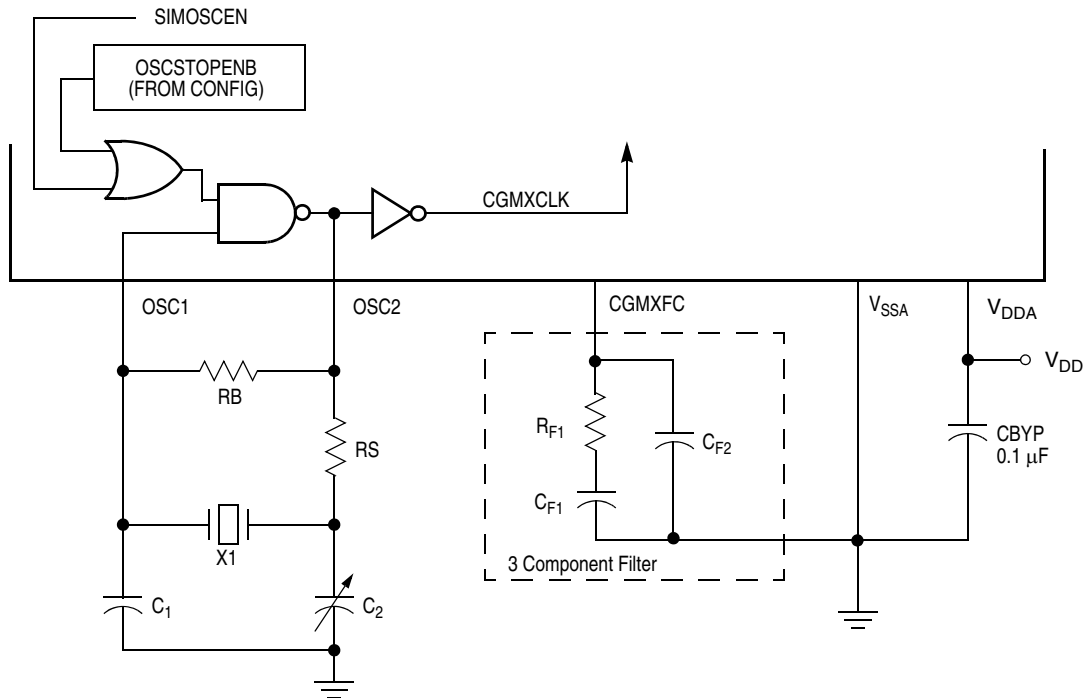 SIMOSCEN
OSCSTOPENB
(FROM CONFIG)
CGMXCLK
OSC1
OSC2
CGMXFC
VSSA
VDDA
VDD
RB
RS
RF1
CF2
CBYP
0.1 μF
CF1
X1
3 Component Filter
C1
C2